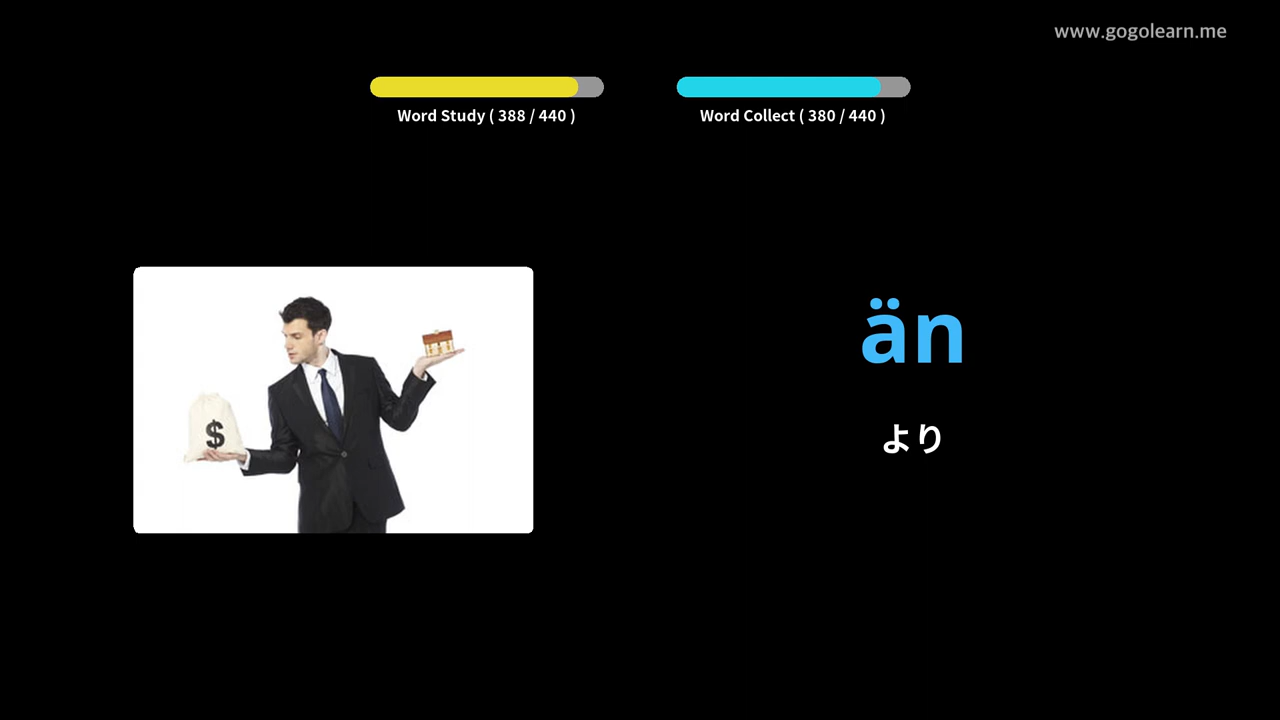 www.gogolearn.me
Word Study ( 388 / 440 )
Word Collect ( 380 / 440 )
$
än
より